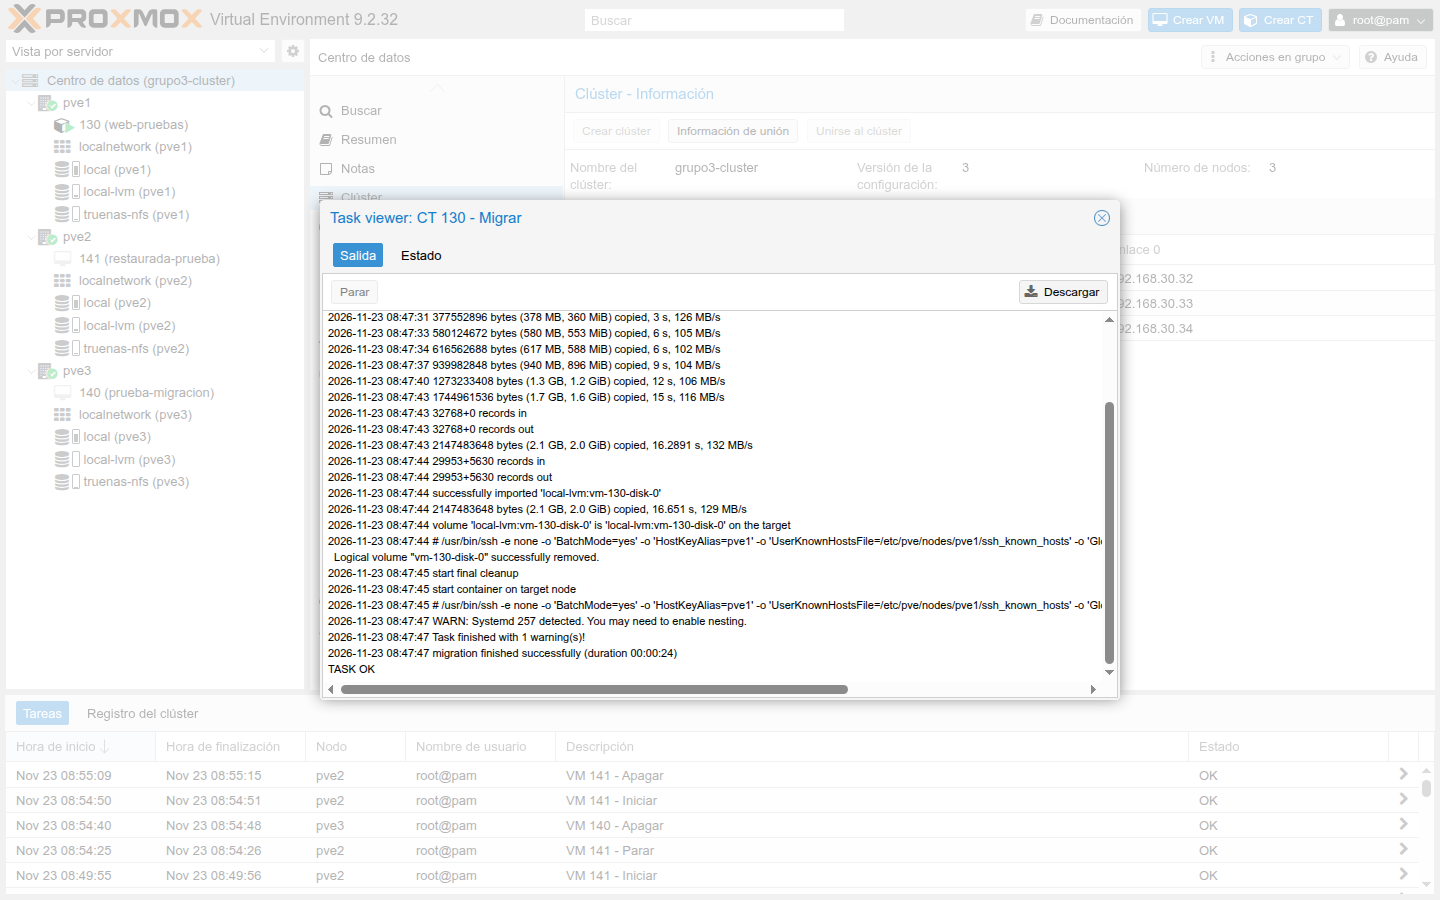 PROXMOX Virtual Environment 9.2.32
Buscar
Documentación
Crear VM
Crear CT
root@pam
Vista por servidor
Centro de datos
Acciones en grupo
Ayuda
Centro de datos (grupo3-cluster)
pve1
130 (web-pruebas)
localnetwork (pve1)
local (pve1)
local-lvm (pve1)
truenas-nfs (pve1)
pve2
141 (restaurada-prueba)
localnetwork (pve2)
local (pve2)
local-lvm (pve2)
truenas-nfs (pve2)
pve3
140 (prueba-migracion)
localnetwork (pve3)
local (pve3)
local-lvm (pve3)
truenas-nfs (pve3)
Buscar
Resumen
Notas
Clúster
Clúster - Información
Crear clúster
Información de unión
Unirse al clúster
Nombre del clúster:
grupo3-cluster
Versión de la configuración:
3
Número de nodos:
3
nlace 0
92.168.30.32
92.168.30.33
92.168.30.34
Task viewer: CT 130 - Migrar
Salida
Estado
Parar
Descargar
2026-11-23 08:47:31 377552896 bytes (378 MB, 360 MiB) copied, 3 s, 126 MB/s
2026-11-23 08:47:33 580124672 bytes (580 MB, 553 MiB) copied, 6 s, 105 MB/s
2026-11-23 08:47:34 616562688 bytes (617 MB, 588 MiB) copied, 6 s, 102 MB/s
2026-11-23 08:47:37 939982848 bytes (940 MB, 896 MiB) copied, 9 s, 104 MB/s
2026-11-23 08:47:40 1273233408 bytes (1.3 GB, 1.2 GiB) copied, 12 s, 106 MB/s
2026-11-23 08:47:43 1744961536 bytes (1.7 GB, 1.6 GiB) copied, 15 s, 116 MB/s
2026-11-23 08:47:43 32768+0 records in
2026-11-23 08:47:43 32768+0 records out
2026-11-23 08:47:43 2147483648 bytes (2.1 GB, 2.0 GiB) copied, 16.2891 s, 132 MB/s
2026-11-23 08:47:44 29953+5630 records in
2026-11-23 08:47:44 29953+5630 records out
2026-11-23 08:47:44 successfully imported 'local-lvm:vm-130-disk-0'
2026-11-23 08:47:44 2147483648 bytes (2.1 GB, 2.0 GiB) copied, 16.651 s, 129 MB/s
2026-11-23 08:47:44 volume 'local-lvm:vm-130-disk-0' is 'local-lvm:vm-130-disk-0' on the target
2026-11-23 08:47:44 # /usr/bin/ssh -e none -o 'BatchMode=yes' -o 'HostKeyAlias=pve1' -o 'UserKnownHostsFile=/etc/pve/nodes/pve1/ssh_known_hosts' -o 'Gl
Logical volume "vm-130-disk-0" successfully removed.
2026-11-23 08:47:45 start final cleanup
2026-11-23 08:47:45 start container on target node
2026-11-23 08:47:45 # /usr/bin/ssh -e none -o 'BatchMode=yes' -o 'HostKeyAlias=pve1' -o 'UserKnownHostsFile=/etc/pve/nodes/pve1/ssh_known_hosts' -o 'Gl
2026-11-23 08:47:47 WARN: Systemd 257 detected. You may need to enable nesting.
2026-11-23 08:47:47 Task finished with 1 warning(s)!
2026-11-23 08:47:47 migration finished successfully (duration 00:00:24)
TASK OK
Tareas
Registro del clúster
Hora de inicio Hora de finalización Nodo Nombre de usuario Descripción Estado
Nov 23 08:55:09 Nov 23 08:55:15 pve2 root@pam VM 141 - Apagar OK
Nov 23 08:54:50 Nov 23 08:54:51 pve2 root@pam VM 141 - Iniciar OK
Nov 23 08:54:40 Nov 23 08:54:48 pve3 root@pam VM 140 - Apagar OK
Nov 23 08:54:25 Nov 23 08:54:26 pve2 root@pam VM 141 - Parar OK
Nov 23 08:49:55 Nov 23 08:49:56 pve2 root@pam VM 141 - Iniciar OK